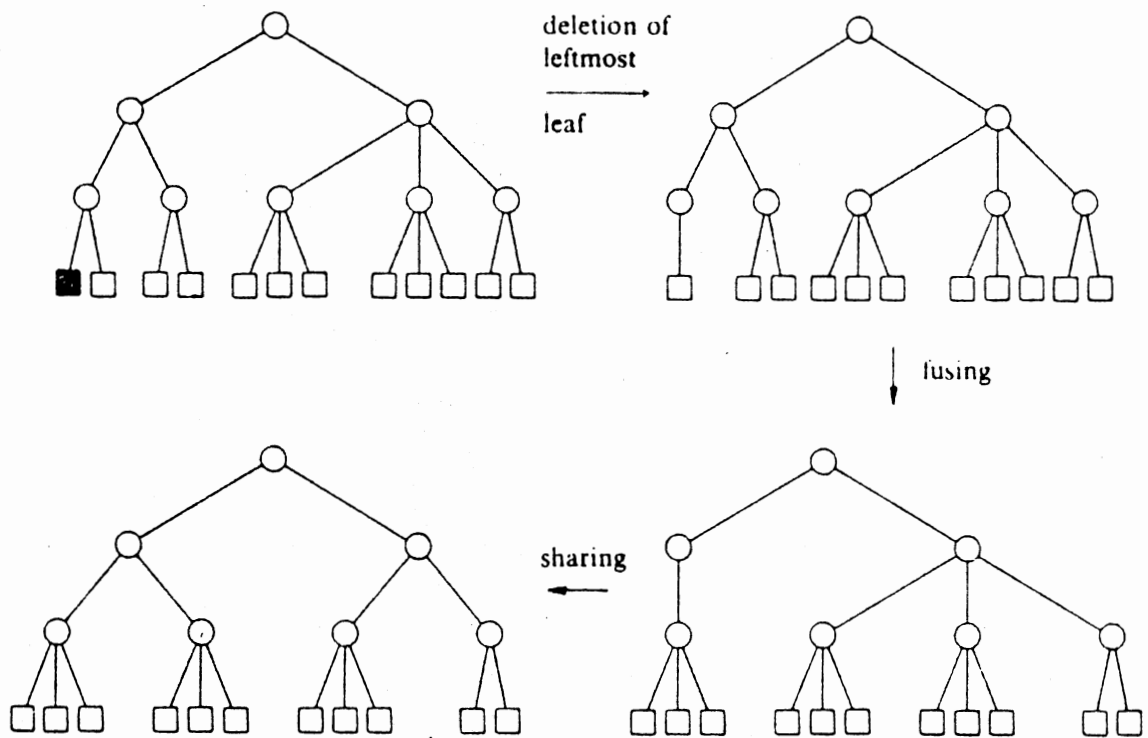 deletion of
leftmost
leaf
fusing
sharing